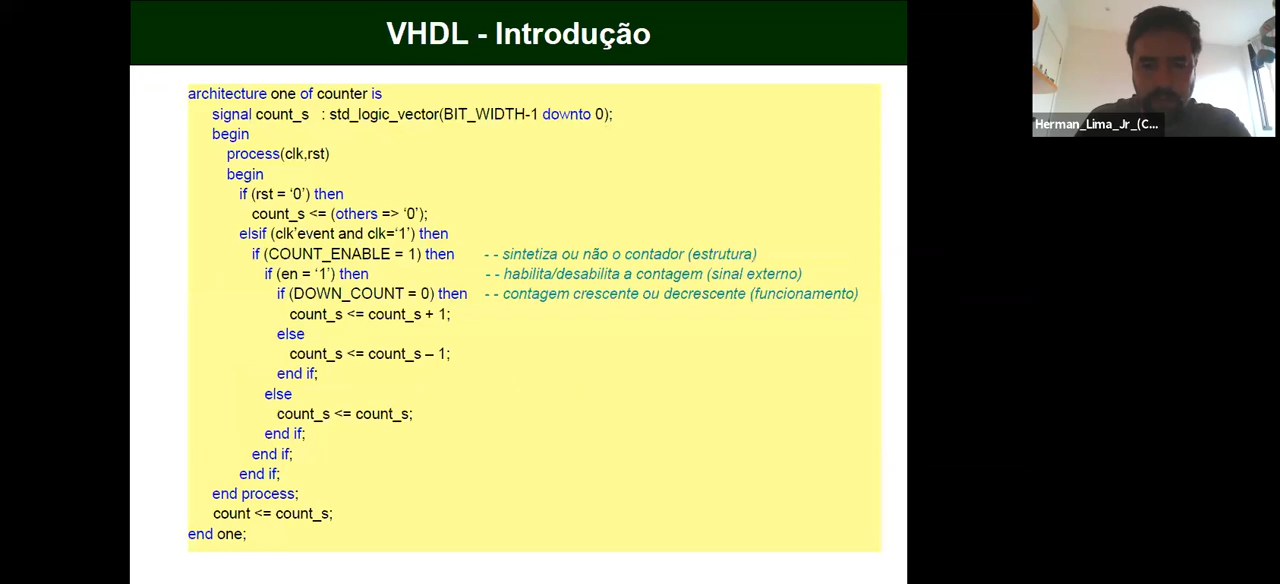 VHDL - Introdução
architecture one of counter is
signal count_s : std_logic_vector(BIT_WIDTH-1 downto 0);
begin
process(clk,rst)
begin
if (rst = ‘0’) then
count_s <= (others => ‘0’);
elsif (clk’event and clk=‘1’) then
if (COUNT_ENABLE = 1) then - - sintetiza ou não o contador (estrutura)
if (en = ‘1’) then - - habilita/desabilita a contagem (sinal externo)
if (DOWN_COUNT = 0) then - - contagem crescente ou decrescente (funcionamento)
count_s <= count_s + 1;
else
count_s <= count_s – 1;
end if;
else
count_s <= count_s;
end if;
end if;
end if;
end process;
count <= count_s;
end one;
Herman_Lima_Jr_(C...